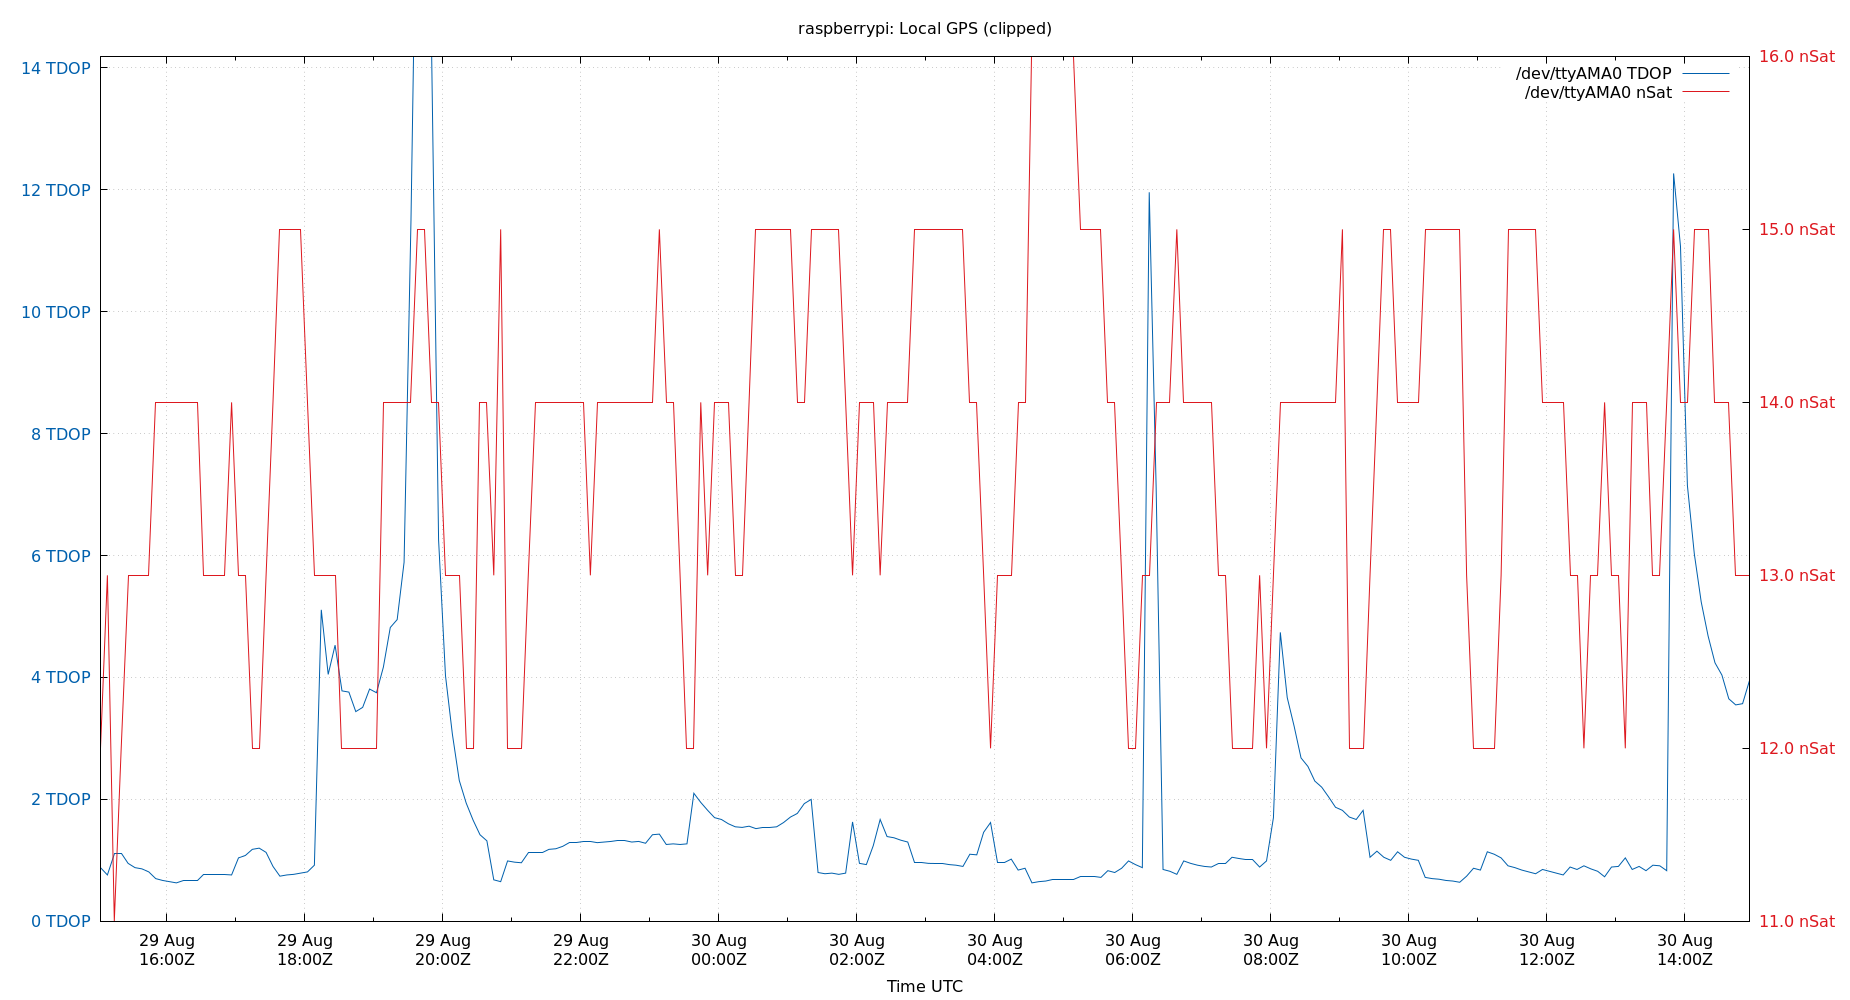 raspberrypi: Local GPS (clipped)
14 TDOP
12 TDOP
10 TDOP
8 TDOP
6 TDOP
4 TDOP
2 TDOP
0 TDOP
16.0 nSat
15.0 nSat
14.0 nSat
13.0 nSat
12.0 nSat
11.0 nSat
/dev/ttyAMA0 TDOP
/dev/ttyAMA0 nSat
29 Aug 29 Aug 29 Aug 29 Aug 30 Aug 30 Aug 30 Aug 30 Aug 30 Aug 30 Aug 30 Aug 30 Aug
16:00Z 18:00Z 20:00Z 22:00Z 00:00Z 02:00Z 04:00Z 06:00Z 08:00Z 10:00Z 12:00Z 14:00Z
Time UTC